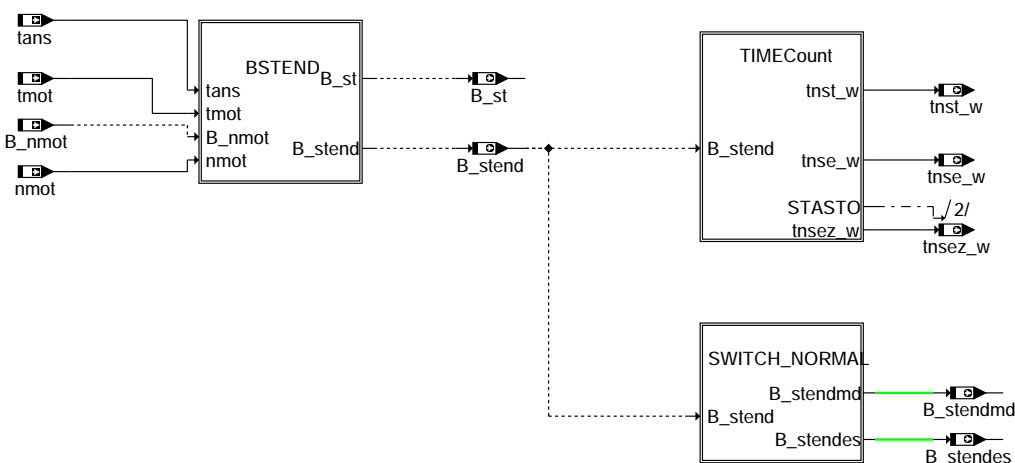 tans
tmot
B_nmot
nmot
BSTEND
tans
tmot
B_nmot
nmot
B_st
B_stend
B_st
B_stend
TIMECount
B_stend
tnst_w
tnse_w
STASTO
tnsez_w
tnst_w
tnse_w
2/
tnsez_w
SWITCH_NORMAL
B_stend
B_stendmd
B_stendes
B_stendmd
B_stendes